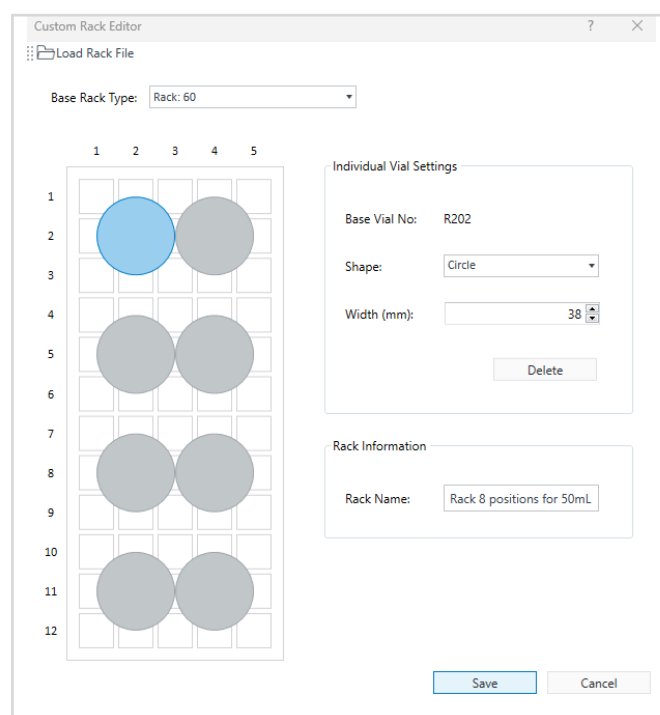 Custom Rack Editor ?
Load Rack File
Base Rack Type: Rack: 60
1 2 3 4 5
1
2
3
4
5
6
7
8
9
10
11
12
Individual Vial Settings
Base Vial No: R202
Shape: Circle
Width (mm): 38
Delete
Rack Information
Rack Name: Rack 8 positions for 50mL
Save Cancel